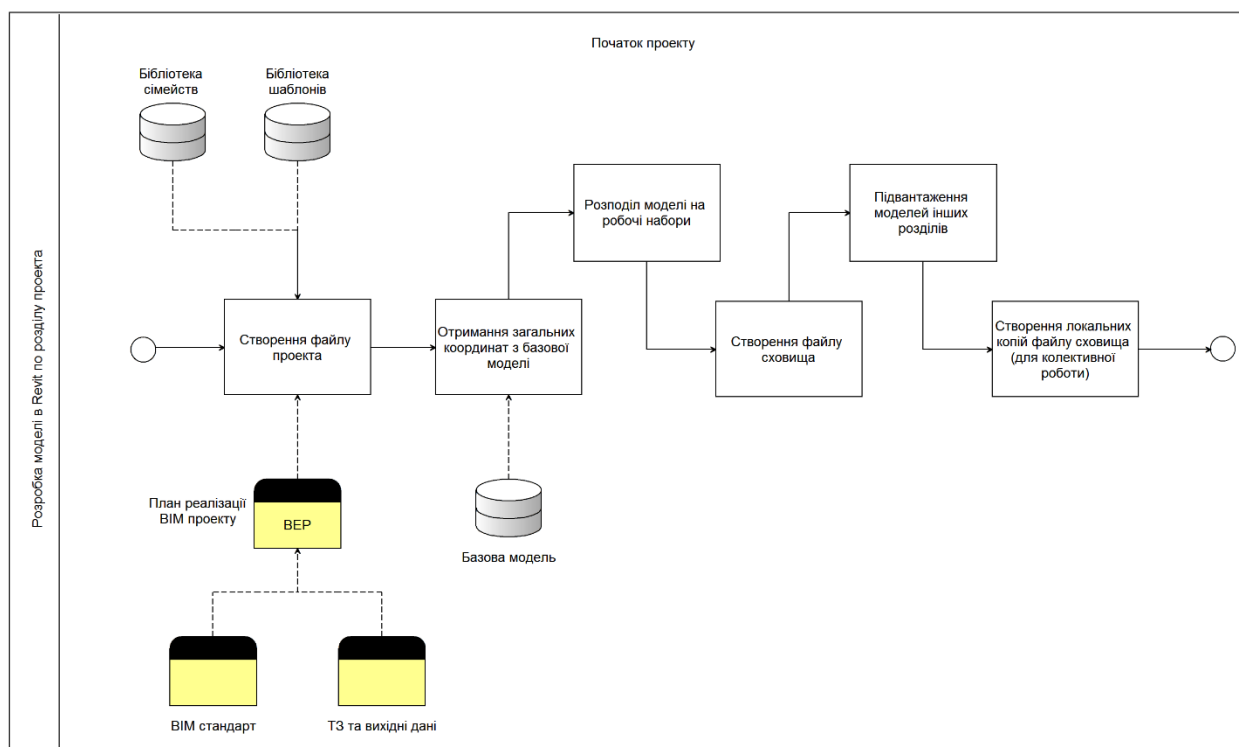 Початок проекту
Бібліотека
сімейств
Бібліотека
шаблонів
Розробка моделі в Revit по розділу проекта
Розподіл моделі на
робочі набори
Підвантаження
моделей інших
розділів
Створення файлу
проекта
Отримання загальних
координат з базової
моделі
Створення файлу
сховища
Створення локальних
копій файлу сховища
(для колективної
роботи)
План реалізації
BIM проекту
BEP
Базова модель
BIM стандарт
ТЗ та вихідні дані